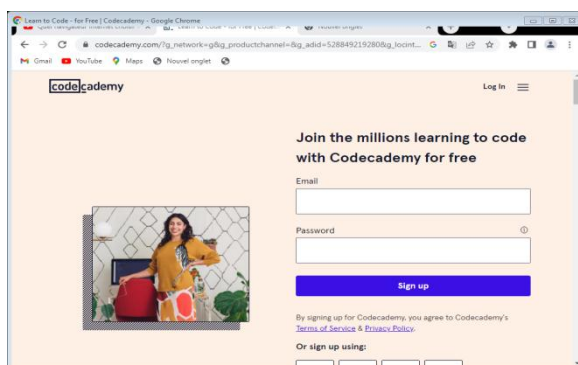 Learn to Code - for Free | Codecademy - Google Chrome
codecademy.com/?g_network=g&g_productchannel=&g_adid=528849219280&g_locint...
Gmail YouTube Maps Nouvel onglet
codecademy
Log In
Join the millions learning to code
with Codecademy for free
Email
Password
Sign up
By signing up for Codecademy, you agree to Codecademy's
Terms of Service & Privacy Policy.
Or sign up using: